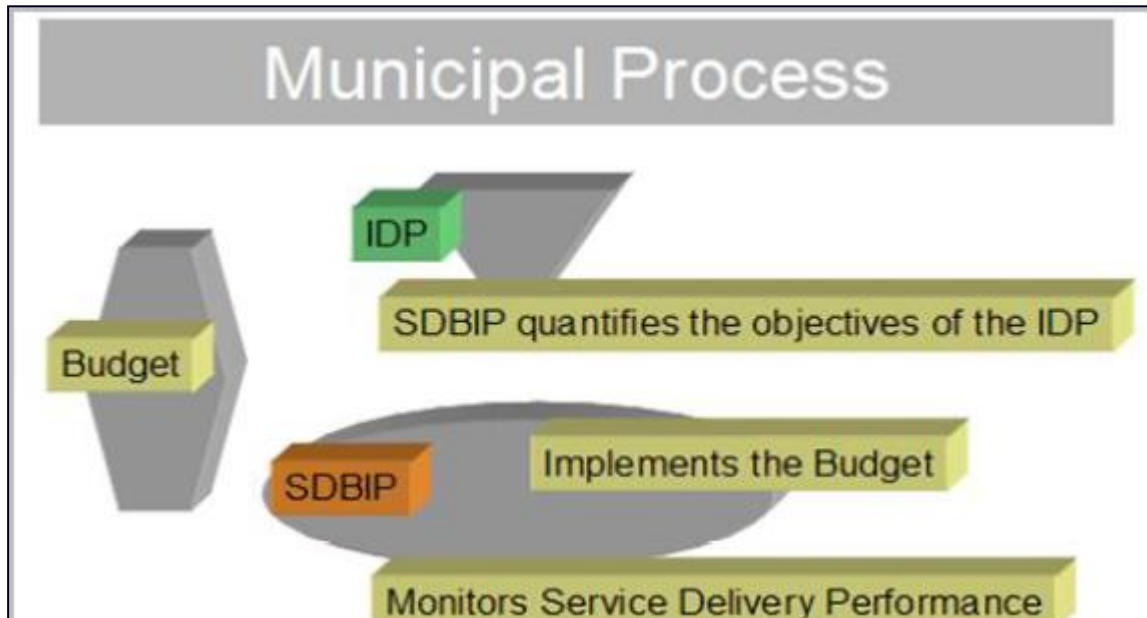 Municipal Process
IDP
SDBIP quantifies the objectives of the IDP
Budget
Implements the Budget
SDBIP
Monitors Service Delivery Performance